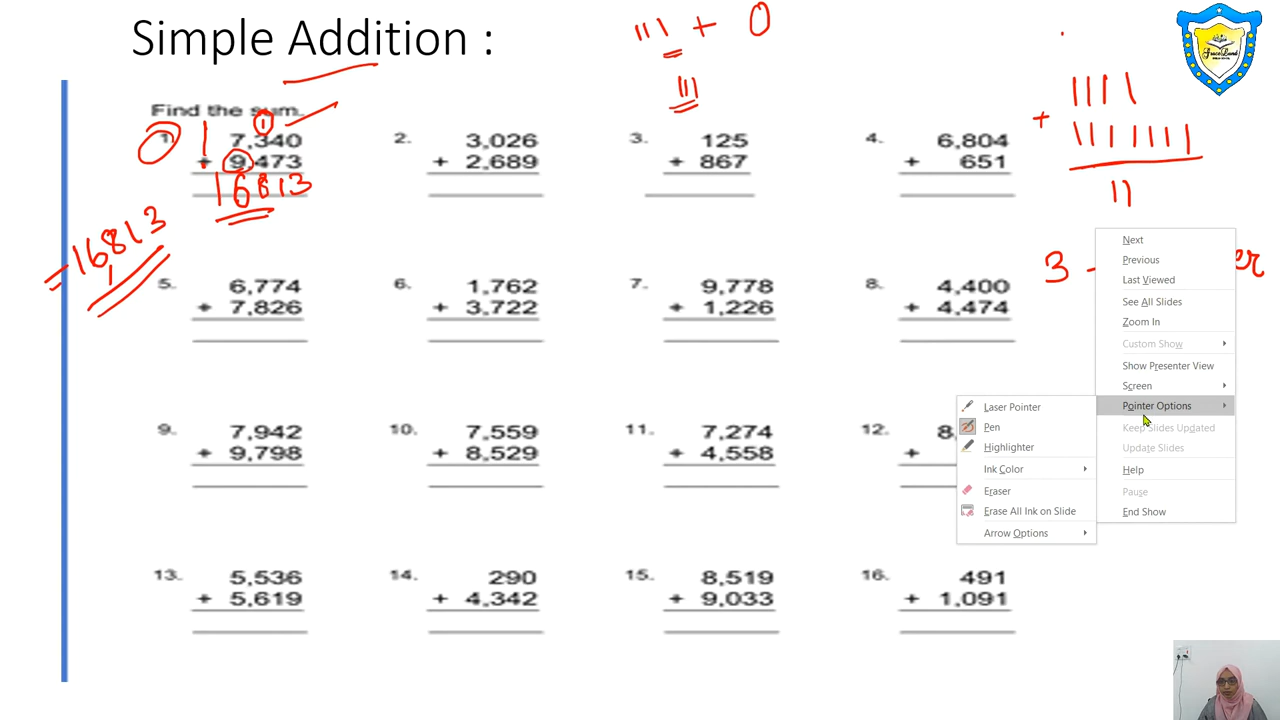 Simple Addition :
||| + 0
|||
Find the sum.
1. 7,340
+ 9,473
16813
= 16813
2. 3,026
+ 2,689
3. 125
+ 867
4. 6,804
+ 651
||||
+ |||||||
11
3
er
5. 6,774
+ 7,826
6. 1,762
+ 3,722
7. 9,778
+ 1,226
8. 4,400
+ 4,474
9. 7,942
+ 9,798
10. 7,559
+ 8,529
11. 7,274
+ 4,558
12. 8,
+
13. 5,536
+ 5,619
14. 290
+ 4,342
15. 8,519
+ 9,033
16. 491
+ 1,091
Next
Previous
Last Viewed
See All Slides
Zoom In
Custom Show
Show Presenter View
Screen
Pointer Options
Keep Slides Updated
Update Slides
Help
Pause
End Show
Laser Pointer
Pen
Highlighter
Ink Color
Eraser
Erase All Ink on Slide
Arrow Options